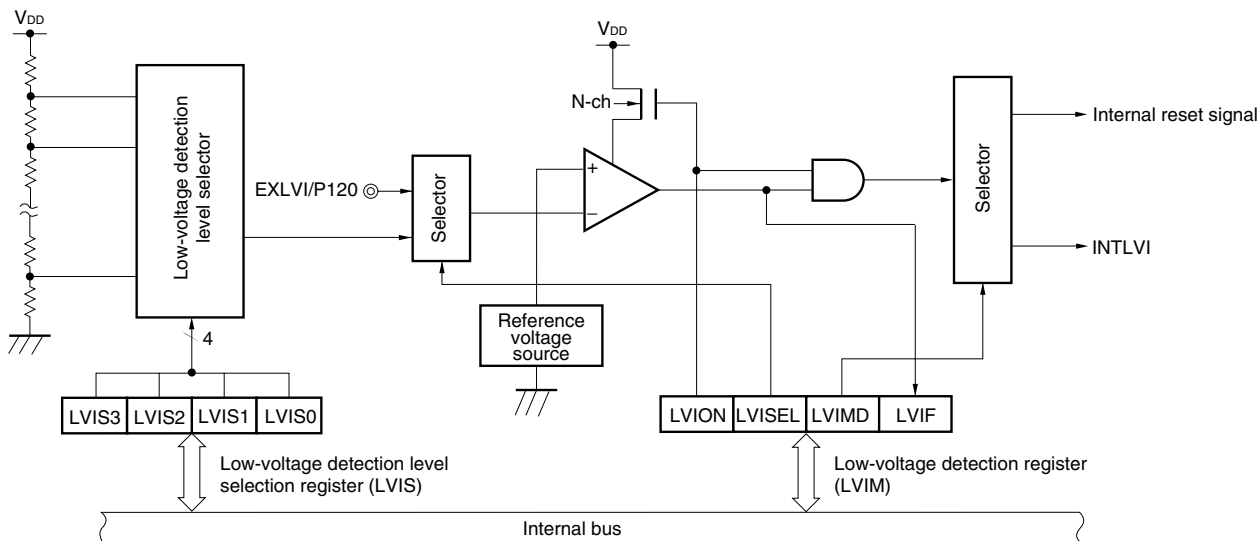 VDD
Low-voltage detection
level selector
EXLVI/P120
Selector
VDD
N-ch
+
−
Reference
voltage
source
Selector
Internal reset signal
INTLVI
4
LVIS3 LVIS2 LVIS1 LVIS0
Low-voltage detection level
selection register (LVIS)
LVION LVISEL LVIMD LVIF
Low-voltage detection register
(LVIM)
Internal bus